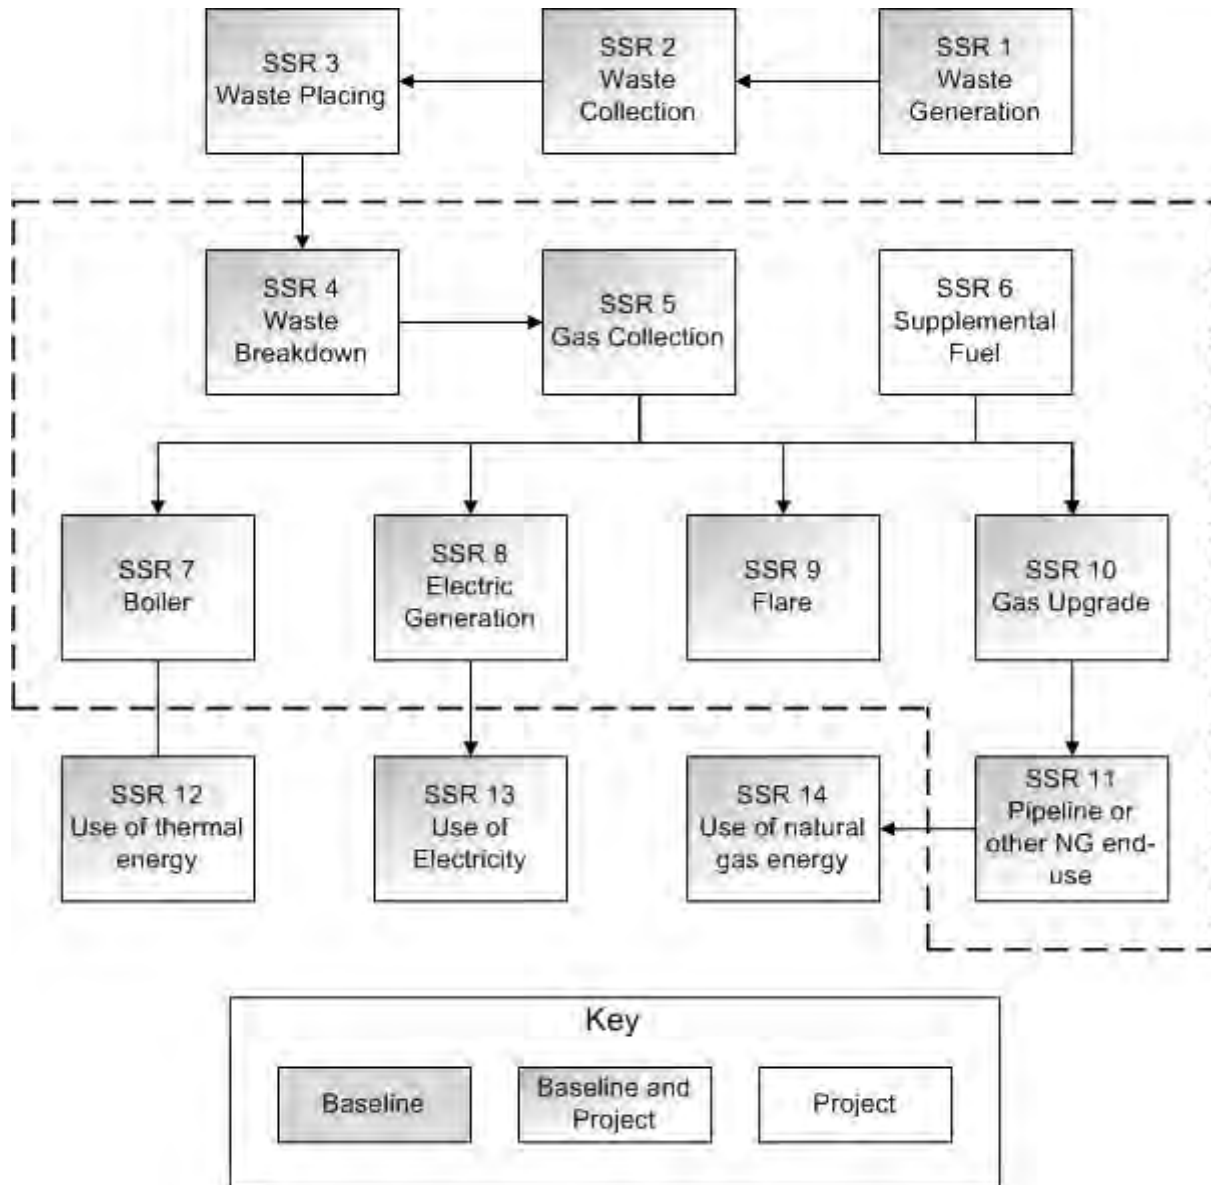 SSR 3
Waste Placing
SSR 2
Waste
Collection
SSR 1
Waste
Generation
SSR 4
Waste
Breakdown
SSR 5
Gas Collection
SSR 6
Supplemental
Fuel
SSR 7
Boiler
SSR 8
Electric
Generation
SSR 9
Flare
SSR 10
Gas Upgrade
SSR 12
Use of thermal
energy
SSR 13
Use of
Electricity
SSR 14
Use of natural
gas energy
SSR 11
Pipeline or
other NG end-
use
Key
Baseline
Baseline and
Project
Project